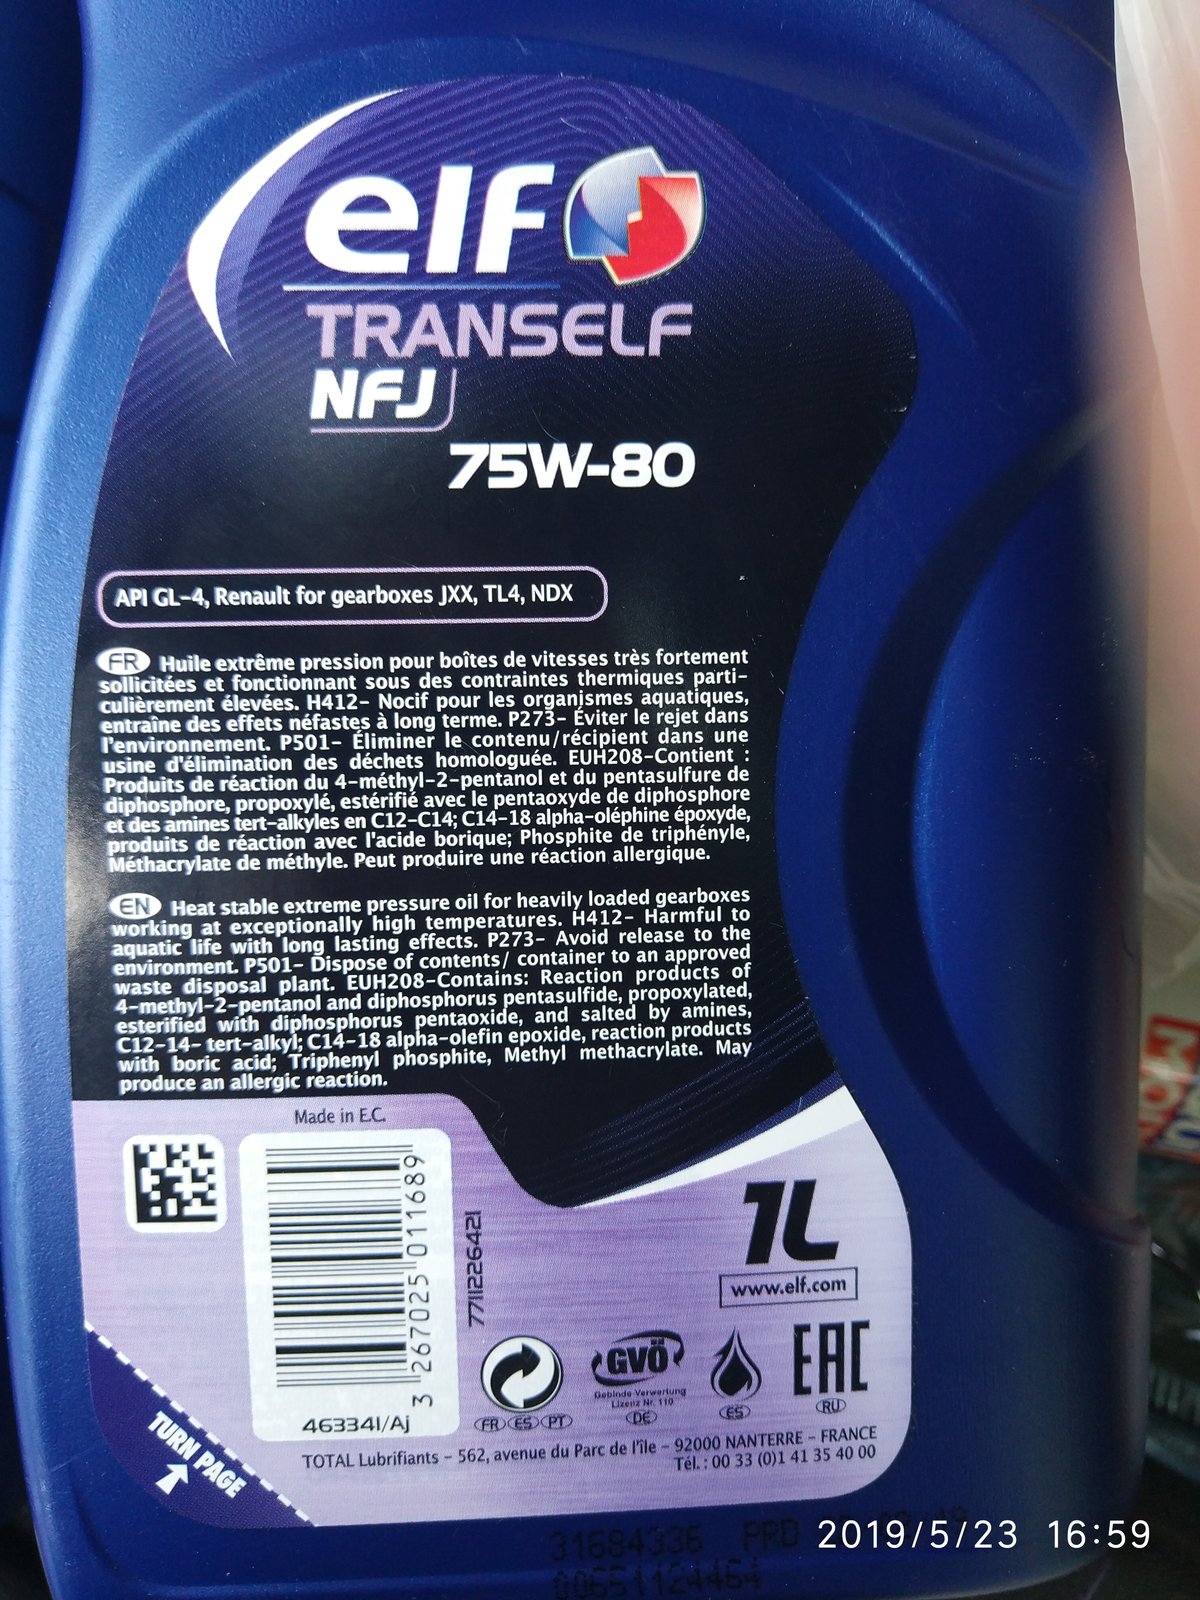 elf
TRANSELF
NFJ
75W-80
API GL-4, Renault for gearboxes JXX, TL4, NDX
FR Huile extrême pression pour boîtes de vitesses très fortement
sollicitées et fonctionnant sous des contraintes thermiques parti-
culièrement élevées. H412- Nocif pour les organismes aquatiques,
entraîne des effets néfastes à long terme. P273- Éviter le rejet dans
l'environnement. P501- Éliminer le contenu/récipient dans une
usine d'élimination des déchets homologuée. EUH208-Contient :
Produits de réaction du 4-méthyl-2-pentanol et du pentasulfure de
diphosphore, propoxylé, estérifié avec le pentaoxyde de diphosphore
et des amines tert-alkyles en C12-C14; C14-18 alpha-oléphine époxyde,
produits de réaction avec l'acide borique; Phosphite de triphényle,
Méthacrylate de méthyle. Peut produire une réaction allergique.
EN Heat stable extreme pressure oil for heavily loaded gearboxes
working at exceptionally high temperatures. H412- Harmful to
aquatic life with long lasting effects. P273- Avoid release to the
environment. P501- Dispose of contents/ container to an approved
waste disposal plant. EUH208-Contains: Reaction products of
4-methyl-2-pentanol and diphosphorus pentasulfide, propoxylated,
esterified with diphosphorus pentaoxide, and salted by amines,
C12-14- tert-alkyl; C14-18 alpha-olefin epoxide, reaction products
with boric acid; Triphenyl phosphite, Methyl methacrylate. May
produce an allergic reaction.
Made in E.C.
3 267025 011689
7711226421
463341/Aj
1L
www.elf.com
GVÖ
Gebinde-Verwertung
Lizenz Nr. 110
EAC
FR ES PT
DE
ES
RU
TOTAL Lubrifiants - 562, avenue du Parc de l'île - 92000 NANTERRE - FRANCE
Tél. : 00 33 (0)1 41 35 40 00
TURN PAGE
31684336 PRD
00651124464
2019/5/23 16:59